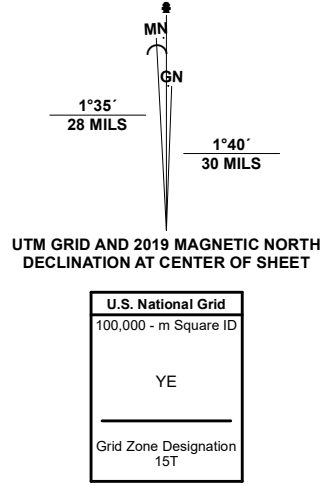 MN
GN
1°35´
28 MILS
1°40´
30 MILS
UTM GRID AND 2019 MAGNETIC NORTH
DECLINATION AT CENTER OF SHEET
U.S. National Grid
100,000 - m Square ID
YE
Grid Zone Designation
15T